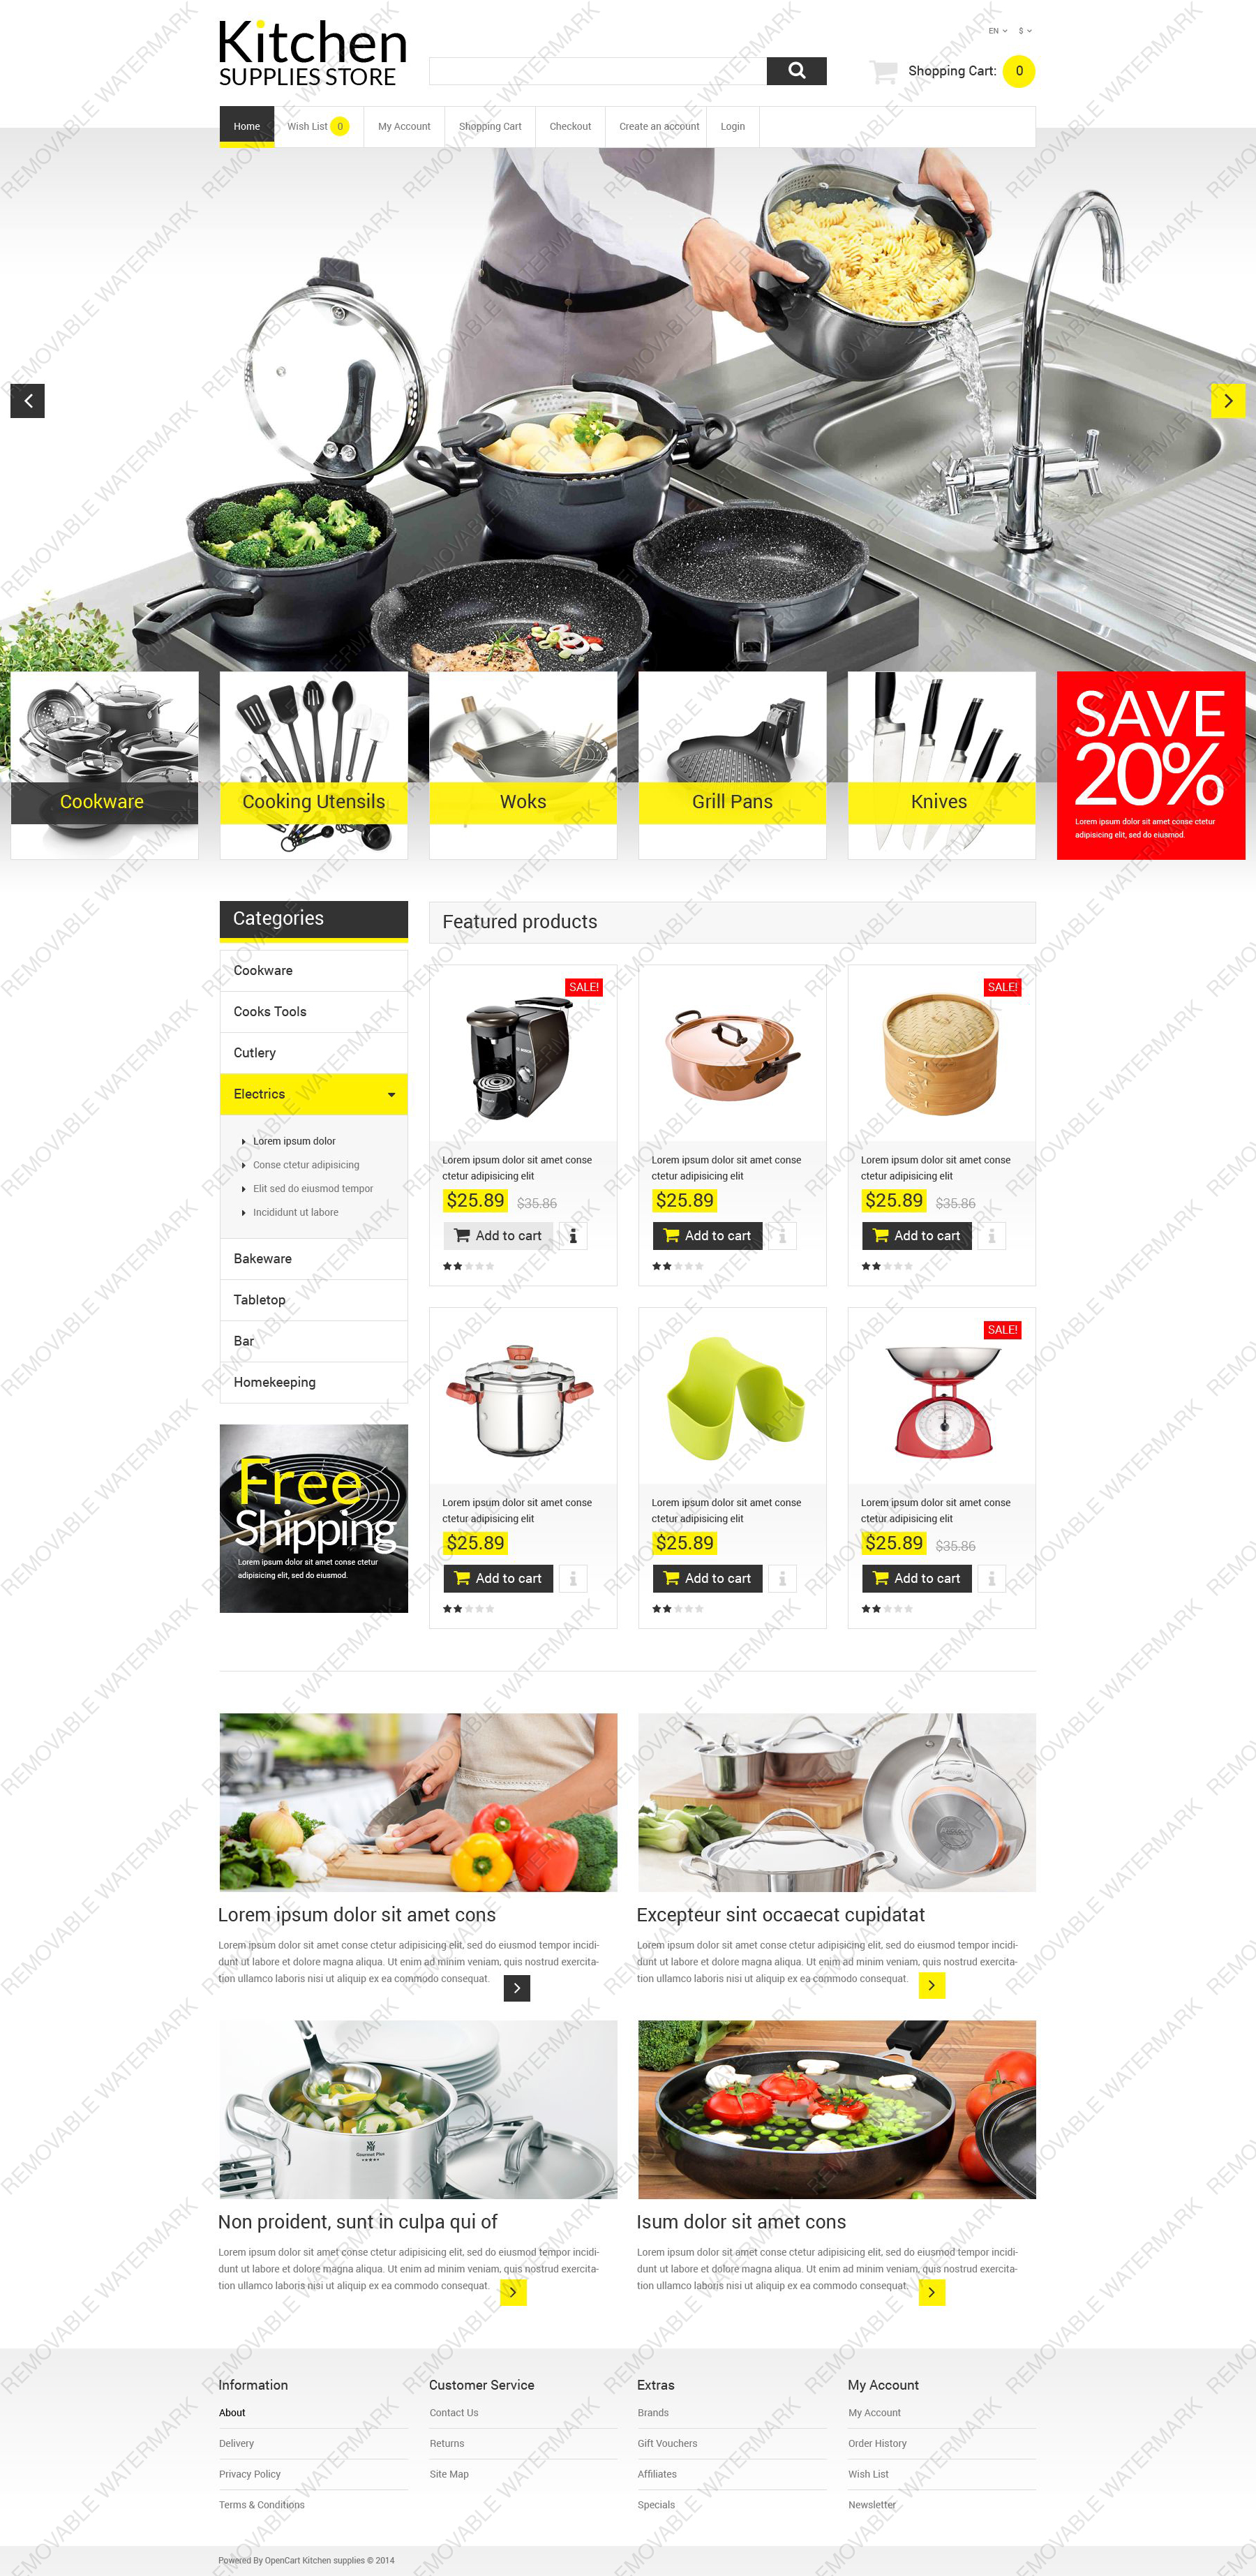 Kitchen
SUPPLIES STORE
EN
$
Shopping Cart: 0
Home
Wish List 0
My Account
Shopping Cart
Checkout
Create an account
Login
Cookware
Cooking Utensils
Woks
Grill Pans
Knives
SAVE
20%
Lorem ipsum dolor sit amet conse ctetur
adipisicing elit, sed do eiusmod.
Categories
Cookware
Cooks Tools
Cutlery
Electrics
Lorem ipsum dolor
Conse ctetur adipisicing
Elit sed do eiusmod tempor
Incididunt ut labore
Bakeware
Tabletop
Bar
Homekeeping
Free
Shipping
Lorem ipsum dolor sit amet conse ctetur
adipisicing elit, sed do eiusmod.
Featured products
SALE!
Lorem ipsum dolor sit amet conse
ctetur adipisicing elit
$25.89 $35.86
Add to cart
Lorem ipsum dolor sit amet conse
ctetur adipisicing elit
$25.89
Add to cart
SALE!
Lorem ipsum dolor sit amet conse
ctetur adipisicing elit
$25.89 $35.86
Add to cart
Lorem ipsum dolor sit amet conse
ctetur adipisicing elit
$25.89
Add to cart
Lorem ipsum dolor sit amet conse
ctetur adipisicing elit
$25.89
Add to cart
SALE!
Lorem ipsum dolor sit amet conse
ctetur adipisicing elit
$25.89 $35.86
Add to cart
Lorem ipsum dolor sit amet cons
Lorem ipsum dolor sit amet conse ctetur adipisicing elit, sed do eiusmod tempor incidi-
dunt ut labore et dolore magna aliqua. Ut enim ad minim veniam, quis nostrud exercita-
tion ullamco laboris nisi ut aliquip ex ea commodo consequat.
Excepteur sint occaecat cupidatat
Lorem ipsum dolor sit amet conse ctetur adipisicing elit, sed do eiusmod tempor incidi-
dunt ut labore et dolore magna aliqua. Ut enim ad minim veniam, quis nostrud exercita-
tion ullamco laboris nisi ut aliquip ex ea commodo consequat.
WMF
Gourmet Plus
Non proident, sunt in culpa qui of
Lorem ipsum dolor sit amet conse ctetur adipisicing elit, sed do eiusmod tempor incidi-
dunt ut labore et dolore magna aliqua. Ut enim ad minim veniam, quis nostrud exercita-
tion ullamco laboris nisi ut aliquip ex ea commodo consequat.
Isum dolor sit amet cons
Lorem ipsum dolor sit amet conse ctetur adipisicing elit, sed do eiusmod tempor incidi-
dunt ut labore et dolore magna aliqua. Ut enim ad minim veniam, quis nostrud exercita-
tion ullamco laboris nisi ut aliquip ex ea commodo consequat.
Information
About
Delivery
Privacy Policy
Terms & Conditions
Customer Service
Contact Us
Returns
Site Map
Extras
Brands
Gift Vouchers
Affiliates
Specials
My Account
My Account
Order History
Wish List
Newsletter
Powered By OpenCart Kitchen supplies © 2014
REMOVABLE WATERMARK